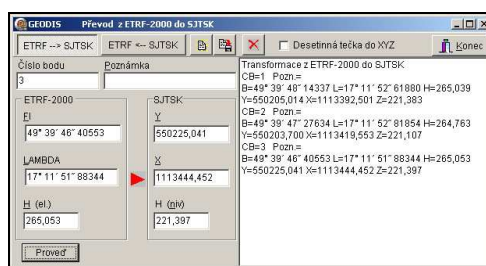 GEODIS Převod z ETRF-2000 do SJTSK
ETRF --> SJTSK ETRF <-- SJTSK Desetinná tečka do XYZ Konec
Číslo bodu Poznámka
3
ETRF-2000 SJTSK
FI Y
49° 39' 46" 40553 550225,041
LAMBDA X
17° 11' 51" 88344 1113444,452
H (el.) H (niv)
265,053 221,397
Proveď
Transformace z ETRF-2000 do SJTSK
CB=1 Pozn.=
B=49° 39' 48" 14337 L=17° 11' 52" 61880 H=265,039
Y=550205,014 X=1113392,501 Z=221,383
CB=2 Pozn.=
B=49° 39' 47" 27634 L=17° 11' 52" 81854 H=264,763
Y=550203,700 X=1113419,553 Z=221,107
CB=3 Pozn.=
B=49° 39' 46" 40553 L=17° 11' 51" 88344 H=265,053
Y=550225,041 X=1113444,452 Z=221,397